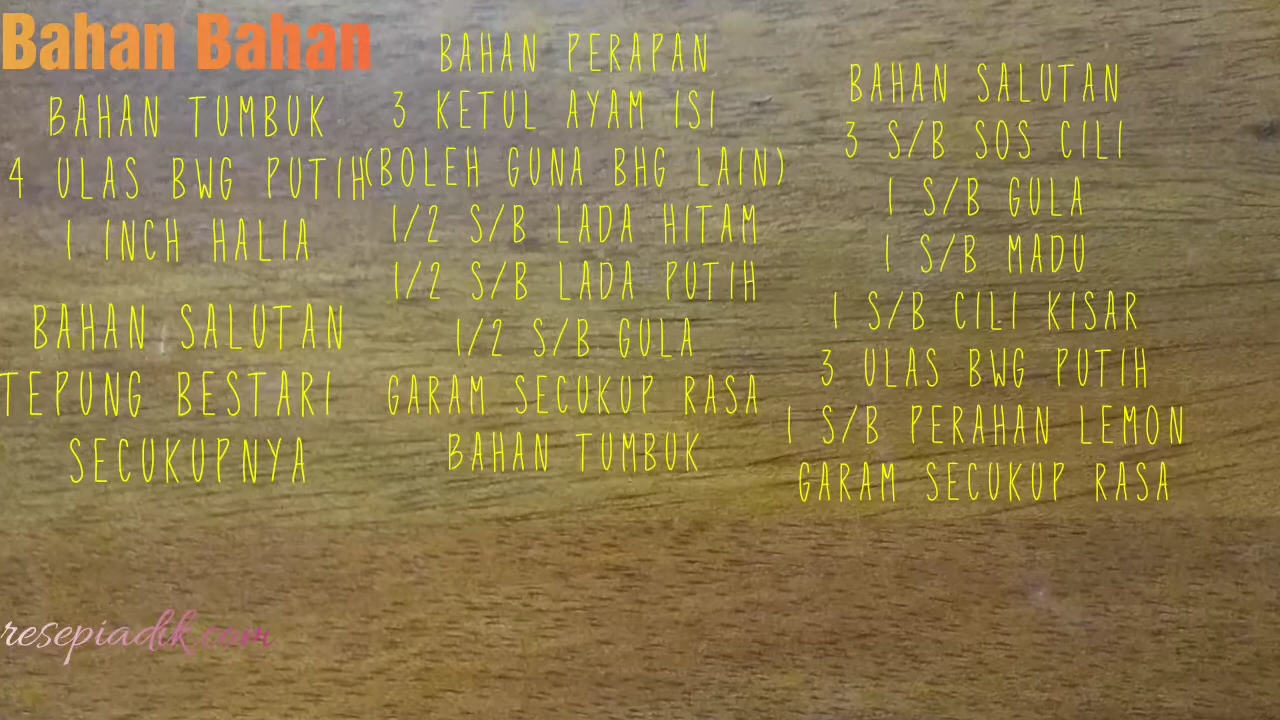 Bahan Bahan
BAHAN TUMBUK
4 ULAS BWG PUTIH
1 INCH HALIA
BAHAN SALUTAN
TEPUNG BESTARI
SECUKUPNYA
BAHAN PERAPAN
3 KETUL AYAM ISI
(BOLEH GUNA BHG LAIN)
1/2 S/B LADA HITAM
1/2 S/B LADA PUTIH
1/2 S/B GULA
GARAM SECUKUP RASA
BAHAN TUMBUK
BAHAN SALUTAN
3 S/B SOS CILI
1 S/B GULA
1 S/B MADU
1 S/B CILI KISAR
3 ULAS BWG PUTIH
1 S/B PERAHAN LEMON
GARAM SECUKUP RASA
resepiadik.com